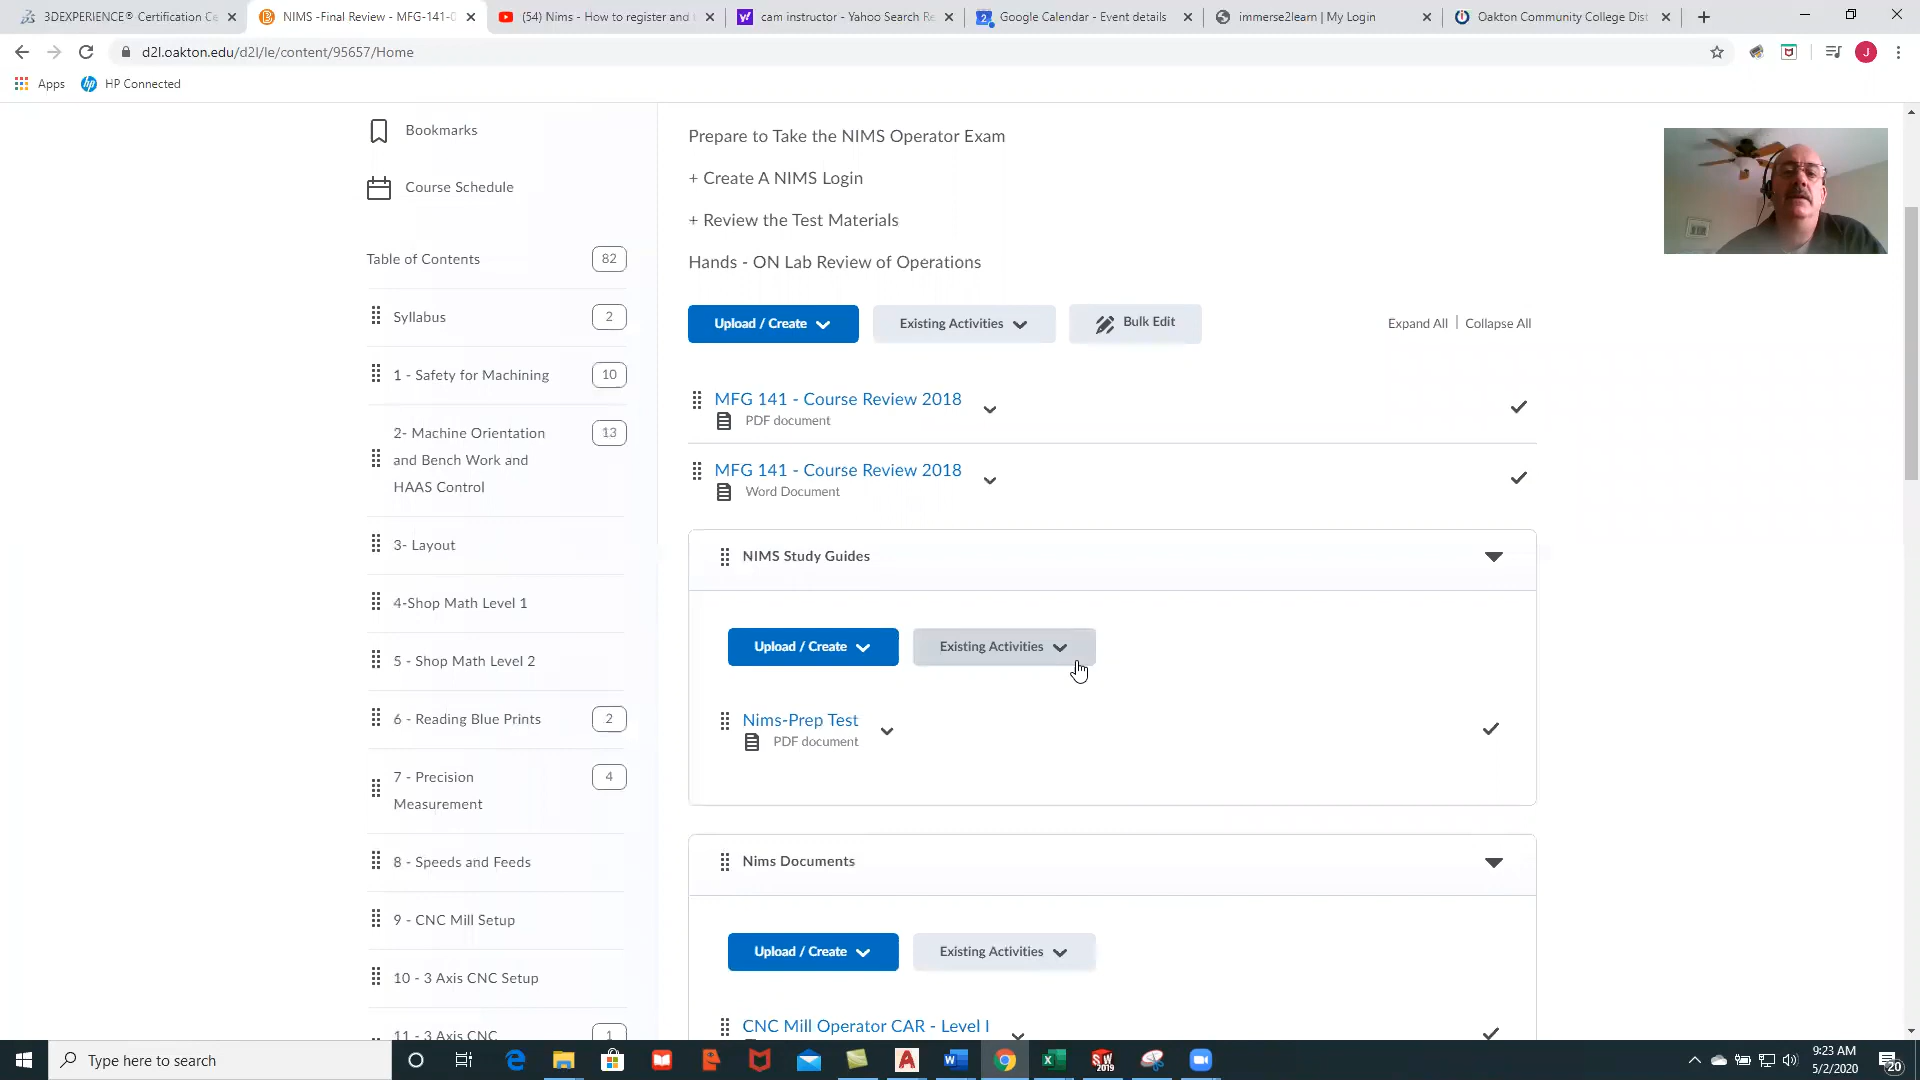 3DEXPERIENCE® Certification Ce
NIMS -Final Review - MFG-141-0
(54) Nims - How to register and
cam instructor - Yahoo Search Re
Google Calendar - Event details
immerse2learn | My Login
Oakton Community College Dist
d2l.oakton.edu/d2l/le/content/95657/Home
J
Apps
HP Connected
Bookmarks
Course Schedule
Table of Contents 82
Syllabus 2
1 - Safety for Machining 10
2- Machine Orientation 13
and Bench Work and
HAAS Control
3- Layout
4-Shop Math Level 1
5 - Shop Math Level 2
6 - Reading Blue Prints 2
7 - Precision 4
Measurement
8 - Speeds and Feeds
9 - CNC Mill Setup
10 - 3 Axis CNC Setup
11 - 3 Axis CNC 1
Prepare to Take the NIMS Operator Exam
+ Create A NIMS Login
+ Review the Test Materials
Hands - ON Lab Review of Operations
Upload / Create Existing Activities Bulk Edit Expand All | Collapse All
MFG 141 - Course Review 2018
PDF document
MFG 141 - Course Review 2018
Word Document
NIMS Study Guides
Upload / Create Existing Activities
Nims-Prep Test
PDF document
Nims Documents
Upload / Create Existing Activities
CNC Mill Operator CAR - Level I
Type here to search
SW
2019
9:23 AM
5/2/2020
20